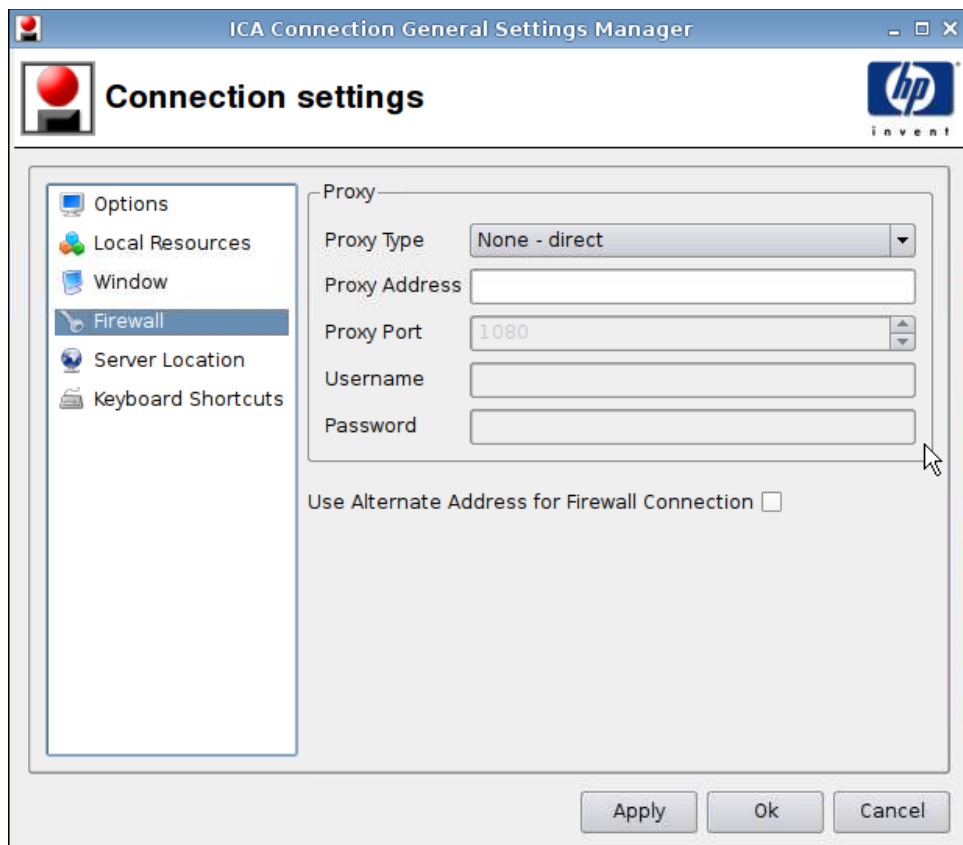 ICA Connection General Settings Manager
Connection settings
hp
invent
Options
Local Resources
Window
Firewall
Server Location
Keyboard Shortcuts
Proxy
Proxy Type None - direct
Proxy Address
Proxy Port 1080
Username
Password
Use Alternate Address for Firewall Connection
Apply Ok Cancel